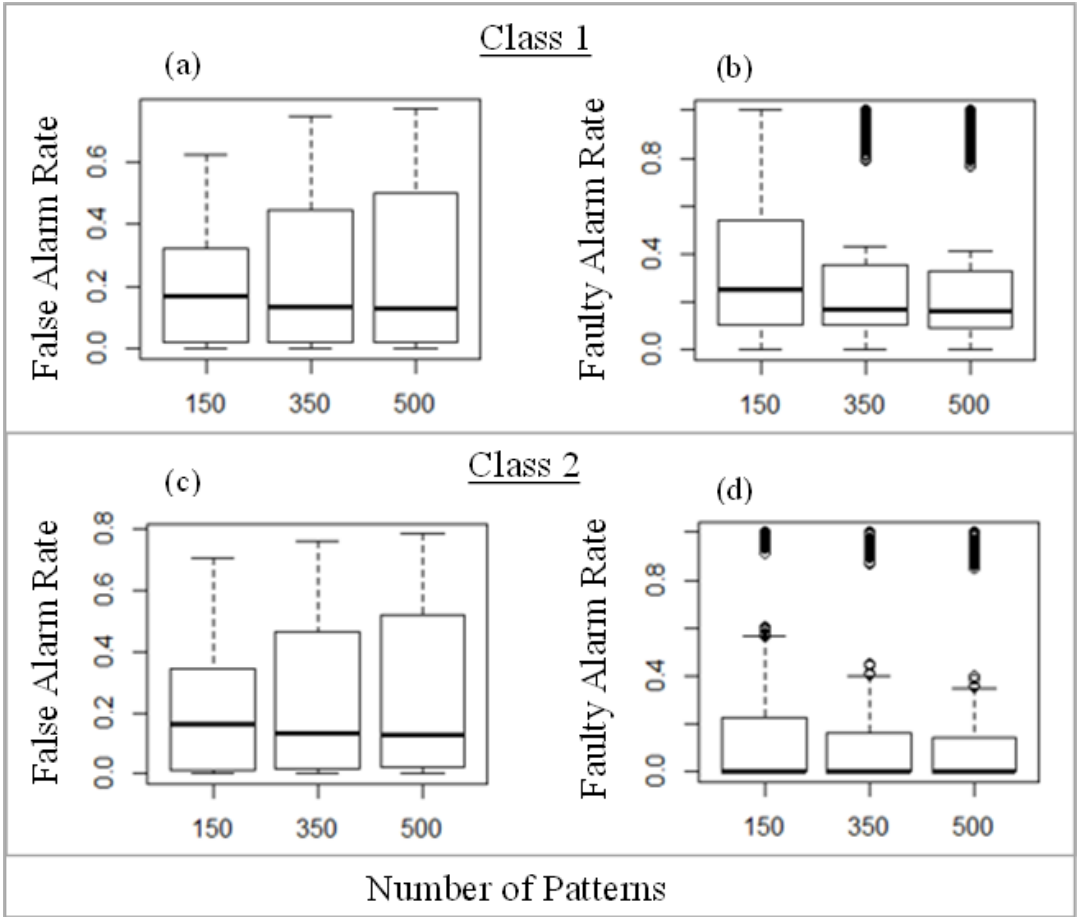 Class 1
(a)
(b)
False Alarm Rate
0.0 0.2 0.4 0.6
150 350 500
Faulty Alarm Rate
0.0 0.4 0.8
150 350 500
Class 2
(c)
(d)
False Alarm Rate
0.0 0.2 0.4 0.6 0.8
150 350 500
Faulty Alarm Rate
0.0 0.4 0.8
150 350 500
Number of Patterns